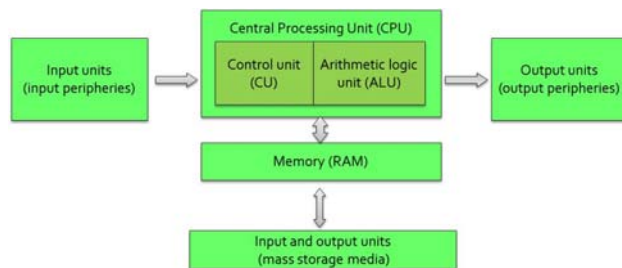 Central Processing Unit (CPU)
Input units
(input peripheries)
Control unit
(CU)
Arithmetic logic
unit (ALU)
Output units
(output peripheries)
Memory (RAM)
Input and output units
(mass storage media)